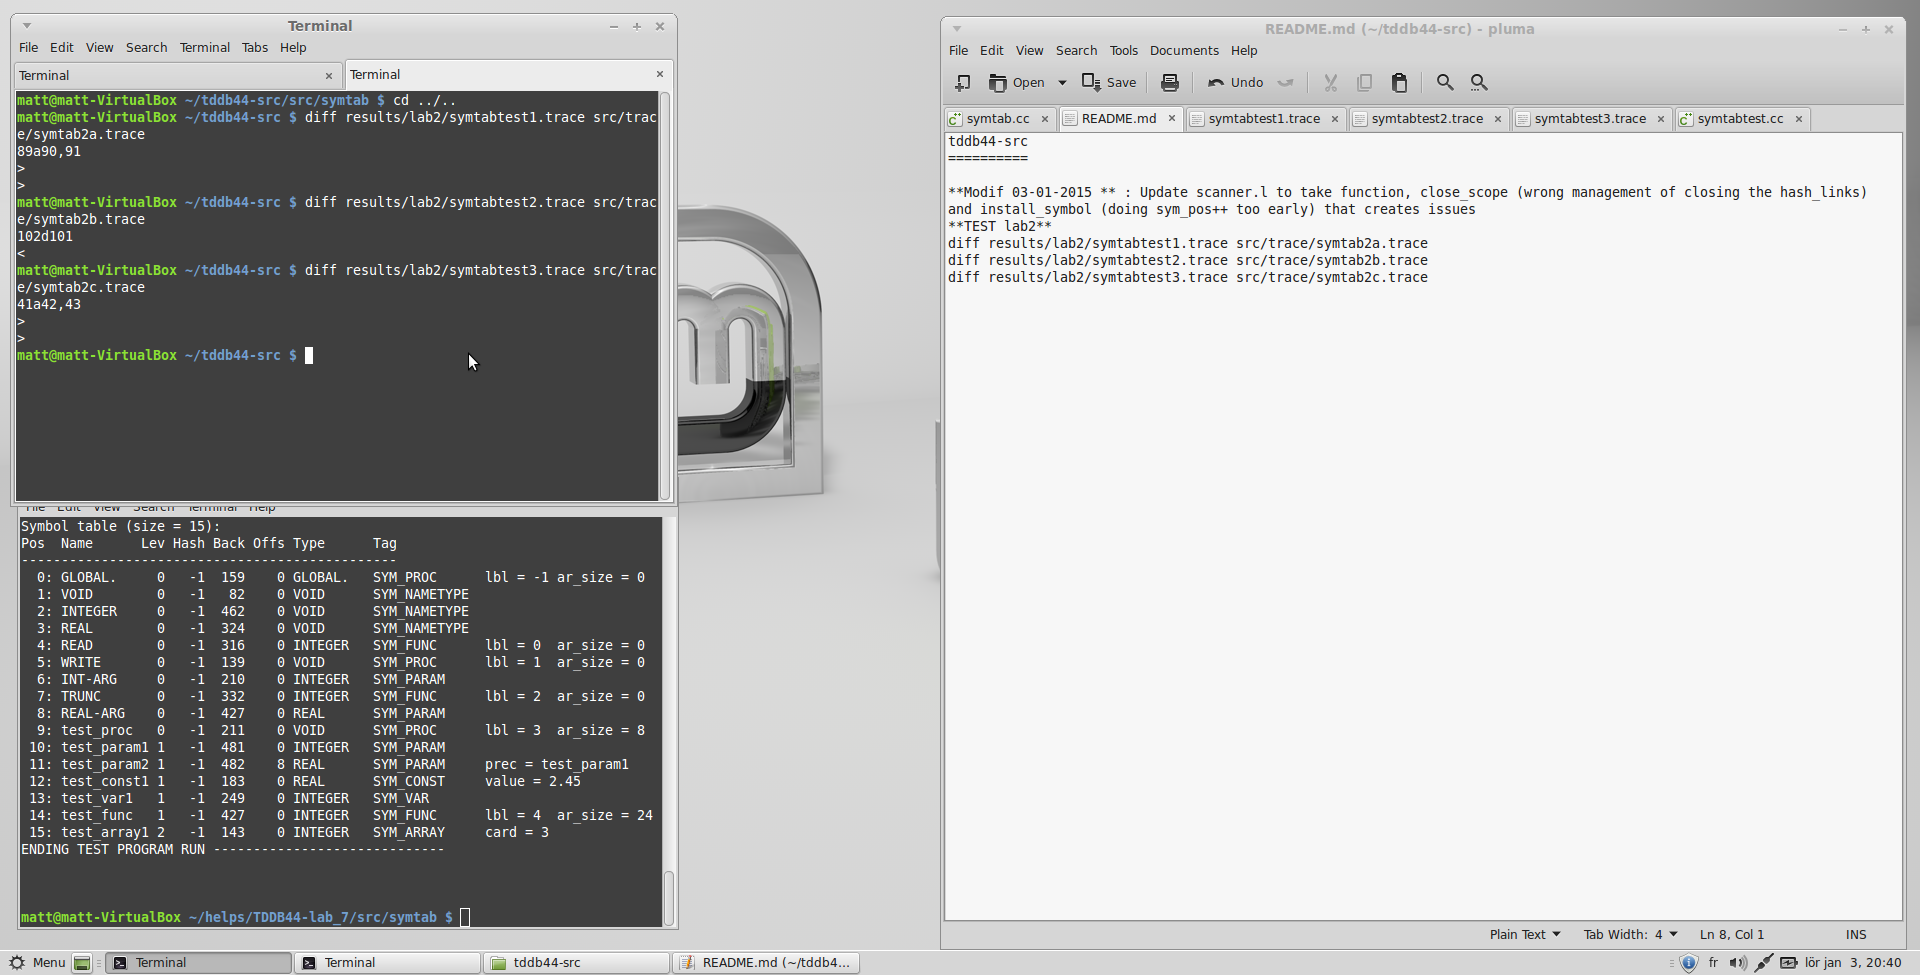 Terminal
File Edit View Search Terminal Tabs Help
Terminal
Terminal
matt@matt-VirtualBox ~/tddb44-src/src/symtab $ cd ../..
matt@matt-VirtualBox ~/tddb44-src $ diff results/lab2/symtabtest1.trace src/trac
e/symtab2a.trace
89a90,91
>
>
matt@matt-VirtualBox ~/tddb44-src $ diff results/lab2/symtabtest2.trace src/trac
e/symtab2b.trace
102d101
<
matt@matt-VirtualBox ~/tddb44-src $ diff results/lab2/symtabtest3.trace src/trac
e/symtab2c.trace
41a42,43
>
>
matt@matt-VirtualBox ~/tddb44-src $
File Edit View Search Terminal Help
Symbol table (size = 15):
Pos  Name      Lev Hash Back Offs Type      Tag
-----------------------------------------------
0: GLOBAL.     0   -1  159    0 GLOBAL.   SYM_PROC      lbl = -1 ar_size = 0
1: VOID        0   -1   82    0 VOID      SYM_NAMETYPE
2: INTEGER     0   -1  462    0 VOID      SYM_NAMETYPE
3: REAL        0   -1  324    0 VOID      SYM_NAMETYPE
4: READ        0   -1  316    0 INTEGER   SYM_FUNC      lbl = 0  ar_size = 0
5: WRITE       0   -1  139    0 VOID      SYM_PROC      lbl = 1  ar_size = 0
6: INT-ARG     0   -1  210    0 INTEGER   SYM_PARAM
7: TRUNC       0   -1  332    0 INTEGER   SYM_FUNC      lbl = 2  ar_size = 0
8: REAL-ARG    0   -1  427    0 REAL      SYM_PARAM
9: test_proc   0   -1  211    0 VOID      SYM_PROC      lbl = 3  ar_size = 8
10: test_param1 1   -1  481    0 INTEGER   SYM_PARAM
11: test_param2 1   -1  482    8 REAL      SYM_PARAM     prec = test_param1
12: test_const1 1   -1  183    0 REAL      SYM_CONST     value = 2.45
13: test_var1   1   -1  249    0 INTEGER   SYM_VAR
14: test_func   1   -1  427    0 INTEGER   SYM_FUNC      lbl = 4  ar_size = 24
15: test_array1 2   -1  143    0 INTEGER   SYM_ARRAY     card = 3
ENDING TEST PROGRAM RUN -----------------------------
matt@matt-VirtualBox ~/helps/TDDB44-lab_7/src/symtab $
README.md (~/tddb44-src) - pluma
File Edit View Search Tools Documents Help
Open Save Undo
symtab.cc README.md symtabtest1.trace symtabtest2.trace symtabtest3.trace symtabtest.cc
tddb44-src
==========
**Modif 03-01-2015 ** : Update scanner.l to take function, close_scope (wrong management of closing the hash_links)
and install_symbol (doing sym_pos++ too early) that creates issues
**TEST lab2**
diff results/lab2/symtabtest1.trace src/trace/symtab2a.trace
diff results/lab2/symtabtest2.trace src/trace/symtab2b.trace
diff results/lab2/symtabtest3.trace src/trace/symtab2c.trace
Plain Text Tab Width: 4 Ln 8, Col 1 INS
Menu Terminal Terminal tddb44-src README.md (~/tddb4... fr lör jan 3, 20:40